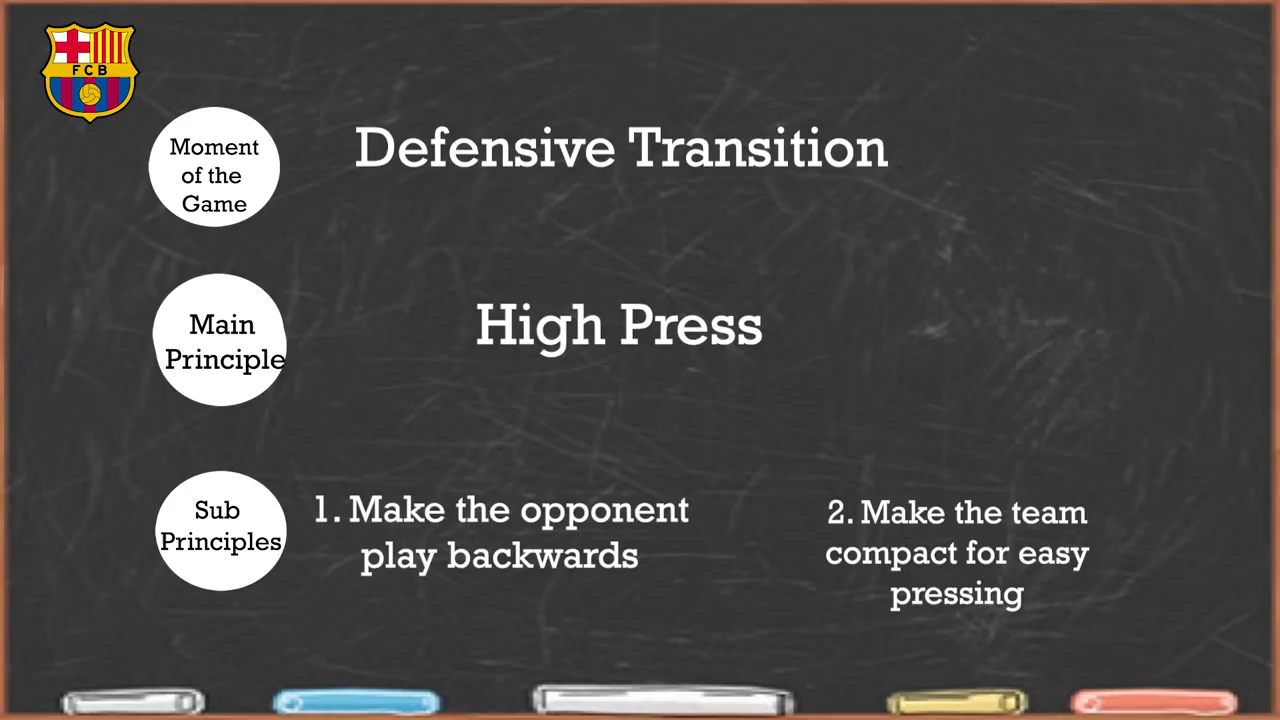 FCB
Moment
of the
Game
Defensive Transition
Main
Principle
High Press
Sub
Principles
1. Make the opponent
play backwards
2. Make the team
compact for easy
pressing